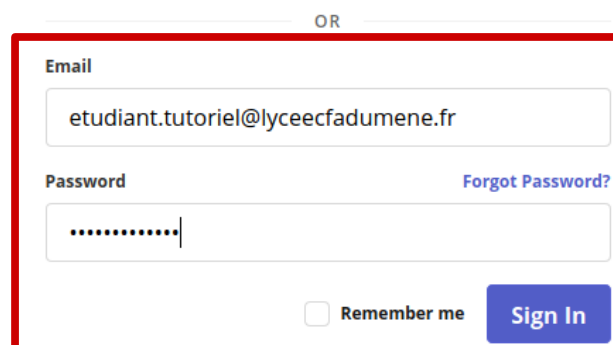 OR
Email
etudiant.tutoriel@lyceecfadumene.fr
Password Forgot Password?
•••••••••••••
Remember me Sign In